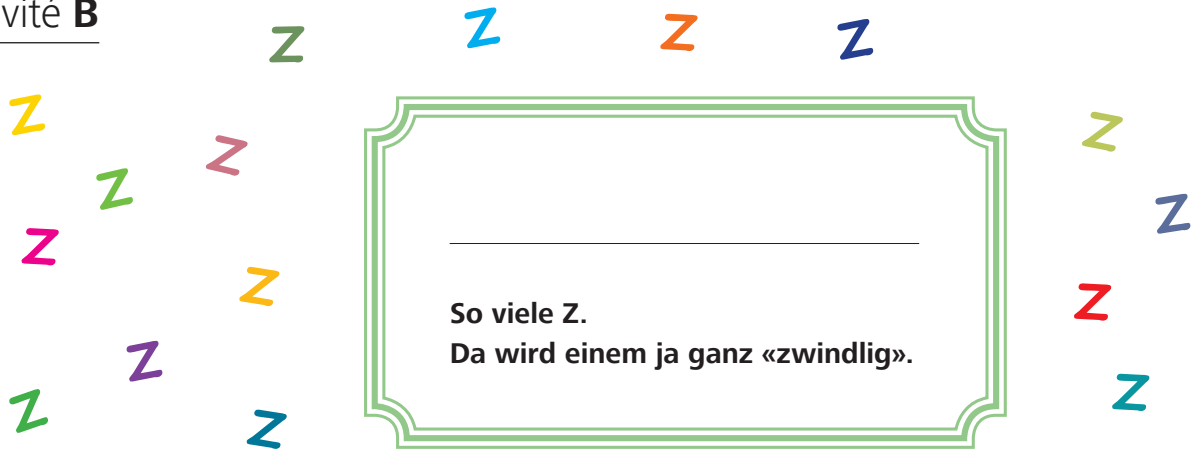 vité B
Z Z Z Z
Z Z Z
Z Z
Z Z
Z Z
Z Z
Z Z
So viele Z.
Da wird einem ja ganz «zwindlig».